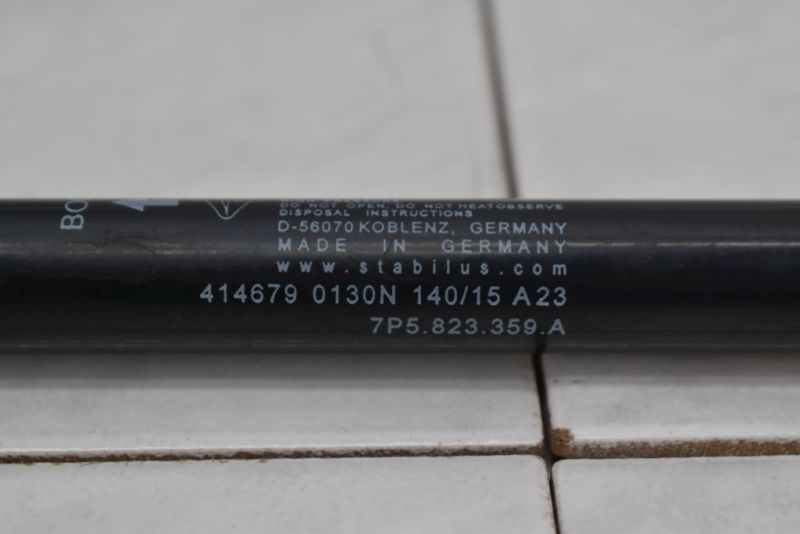 DO NOT OPEN, DO NOT HEAT OBSERVE
DISPOSAL INSTRUCTIONS
D-56070 KOBLENZ, GERMANY
MADE IN GERMANY
www.stabilus.com
414679 0130N 140/15 A23
7P5.823.359.A
BO